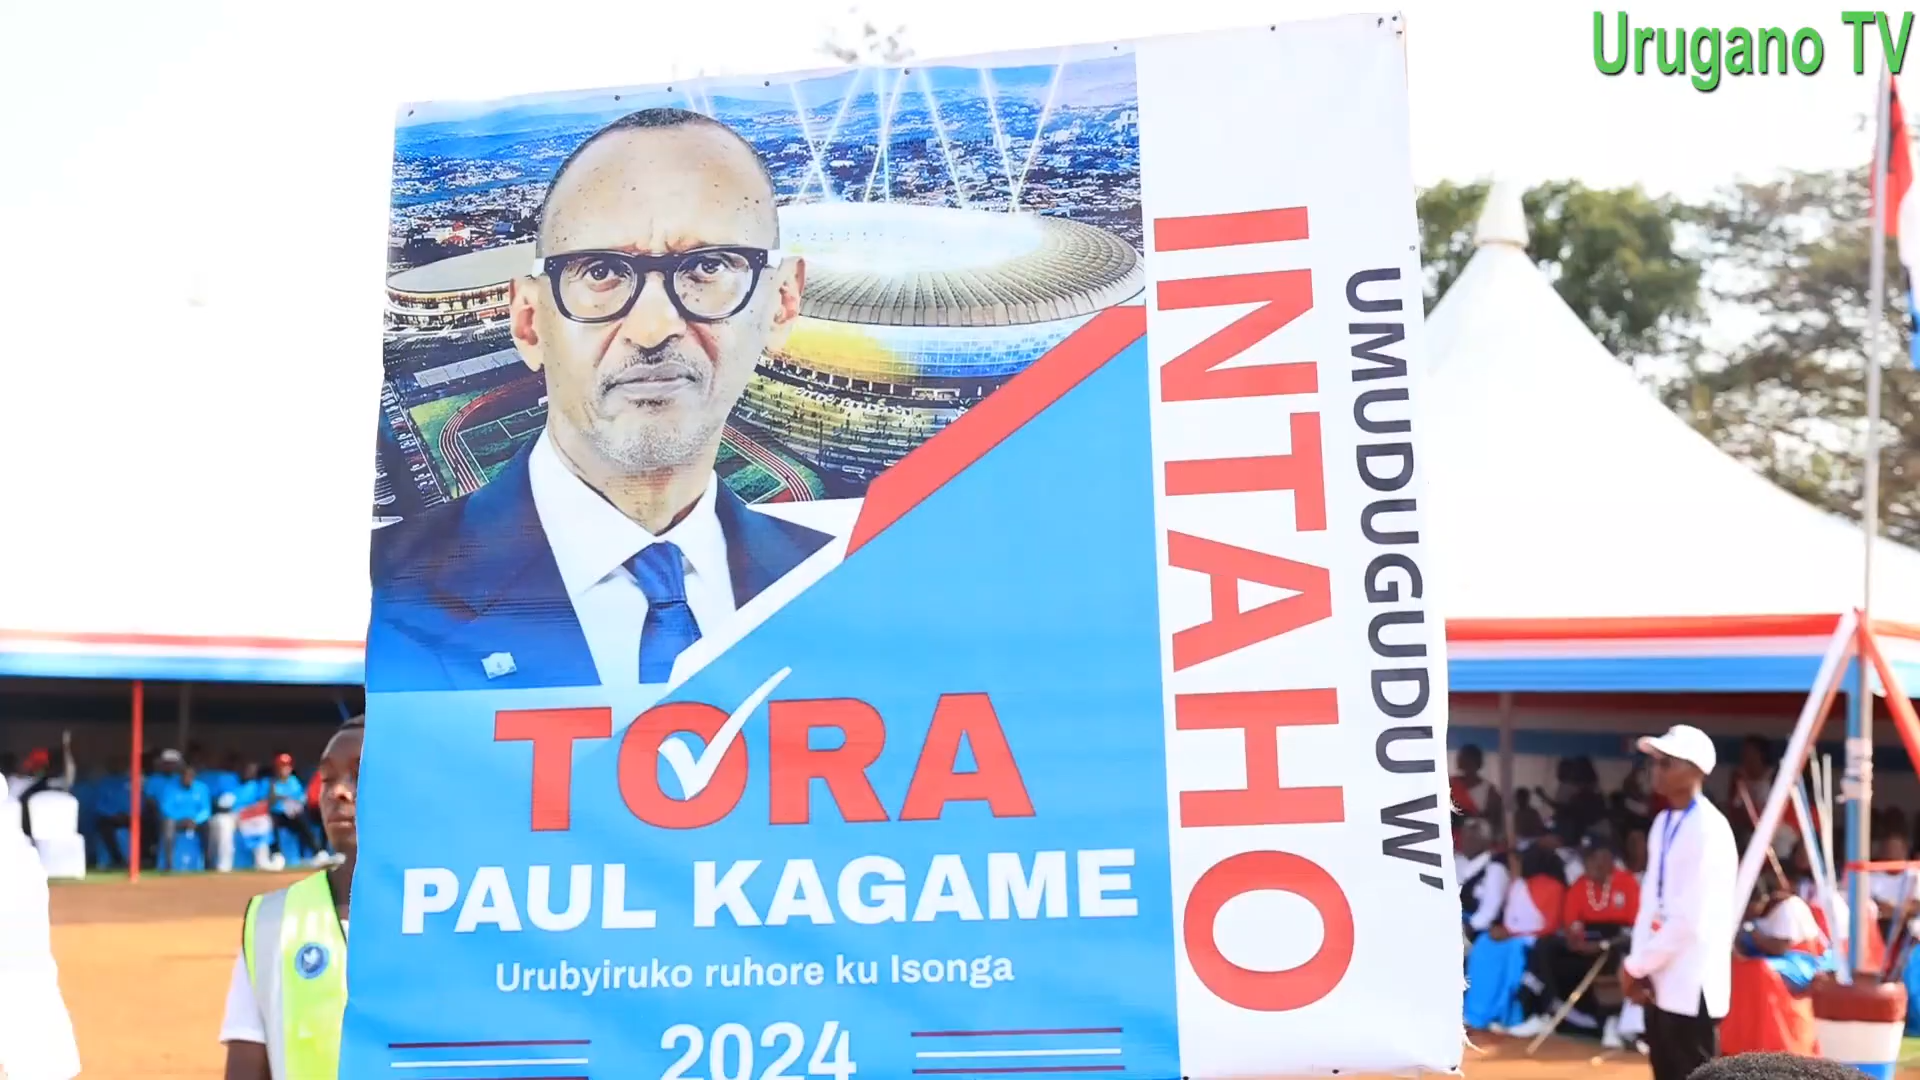 Urugano TV
TORA
PAUL KAGAME
Urubyiruko ruhore ku Isonga
2024
UMUDUGUDU W'
INTAHO